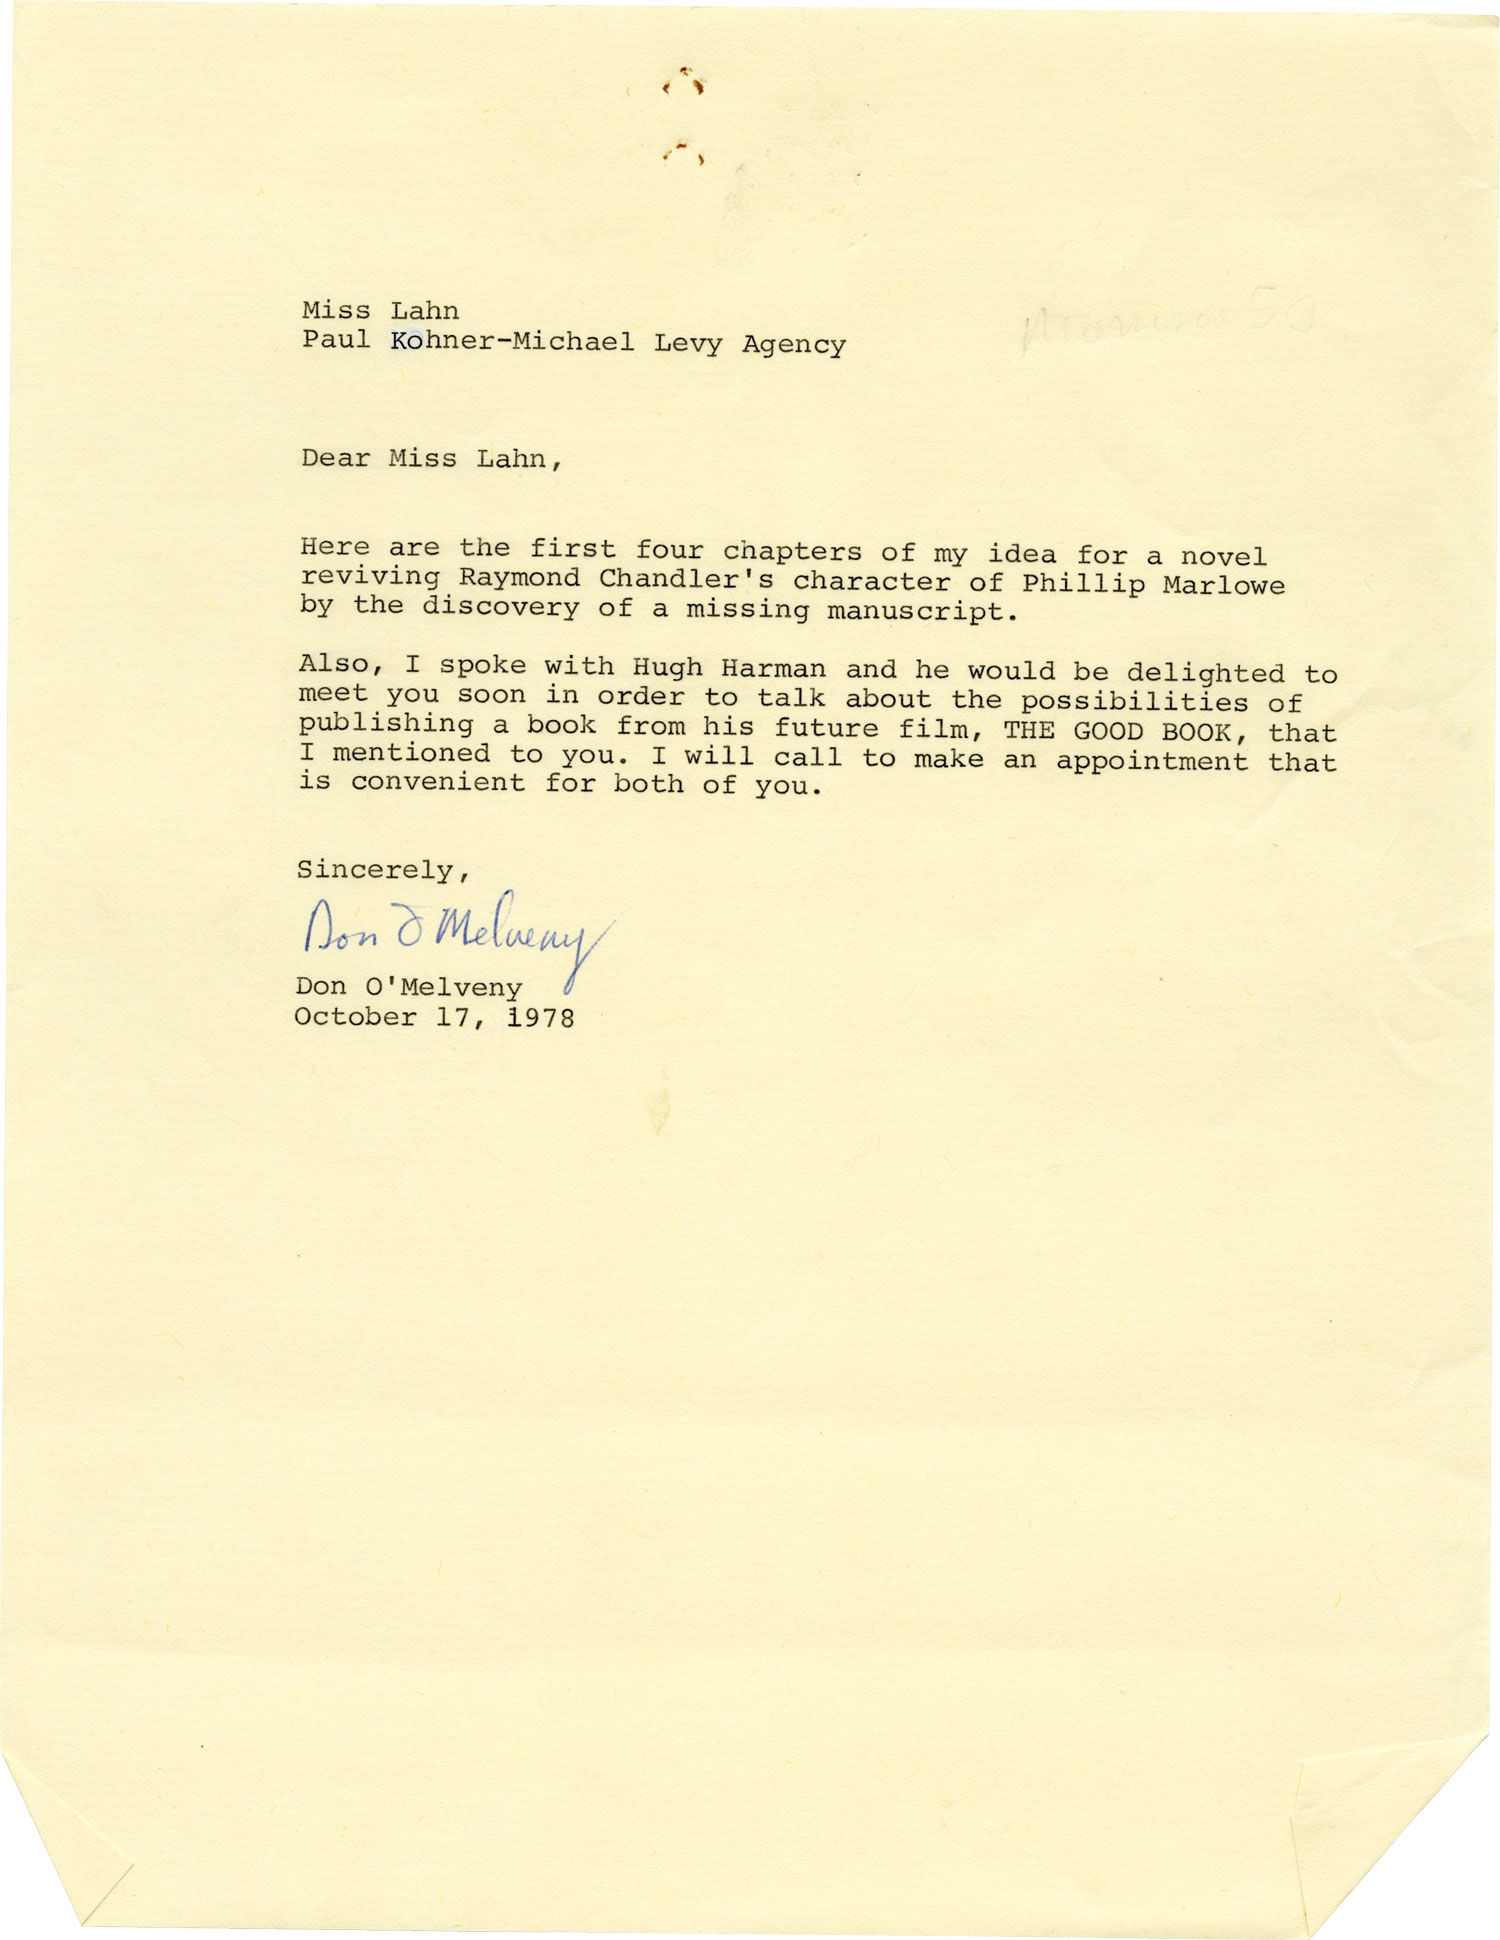 Miss Lahn
Paul Kohner-Michael Levy Agency
Dear Miss Lahn,
Here are the first four chapters of my idea for a novel
reviving Raymond Chandler's character of Phillip Marlowe
by the discovery of a missing manuscript.
Also, I spoke with Hugh Harman and he would be delighted to
meet you soon in order to talk about the possibilities of
publishing a book from his future film, THE GOOD BOOK, that
I mentioned to you. I will call to make an appointment that
is convenient for both of you.
Sincerely,
Don O'Melveny
Don O'Melveny
October 17, 1978